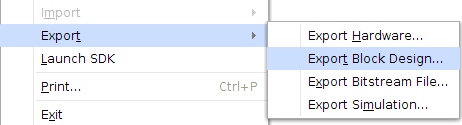 Import
Export
Launch SDK
Print... Ctrl+P
Exit
Export Hardware...
Export Block Design...
Export Bitstream File...
Export Simulation...